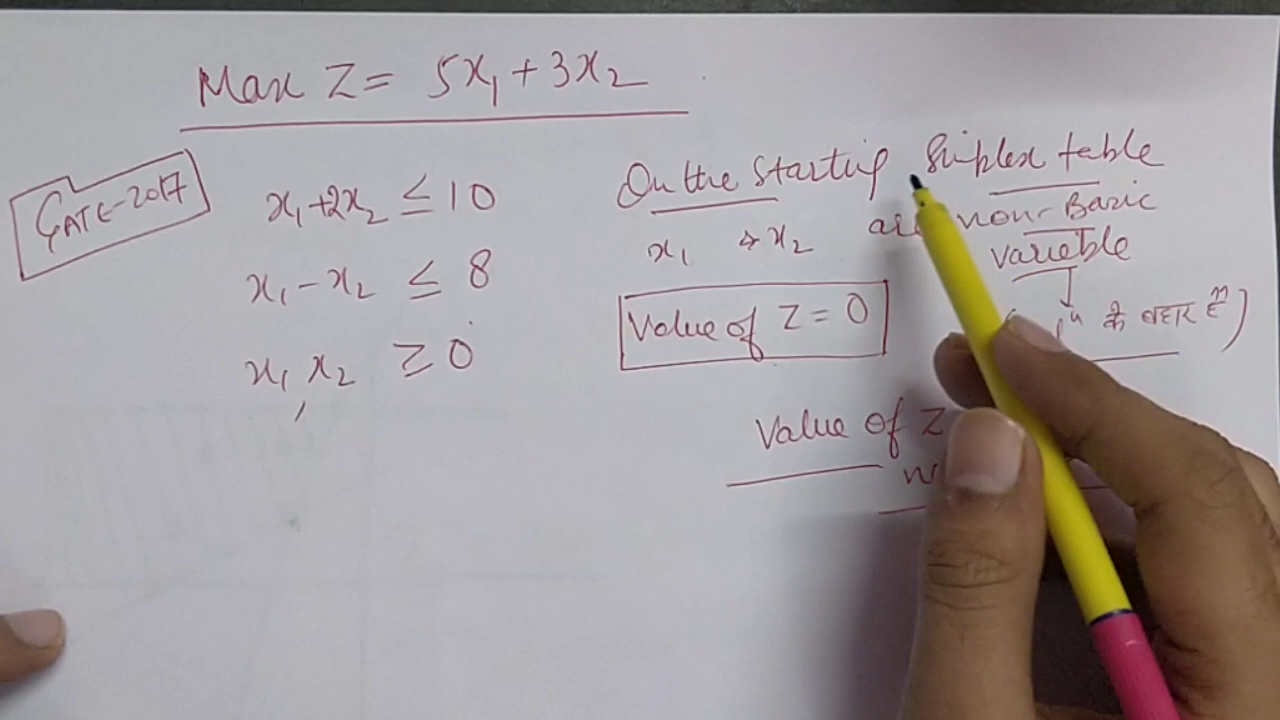 Max Z = 5x₁ + 3x₂
GATE-2017
x₁ + 2x₂ ≤ 10
x₁ - x₂ ≤ 8
x₁, x₂ ≥ 0
On the starting Simplex table
x₁ & x₂ are non-Basic
variable
के बाहर हैं)
Value of Z = 0
Value of Z